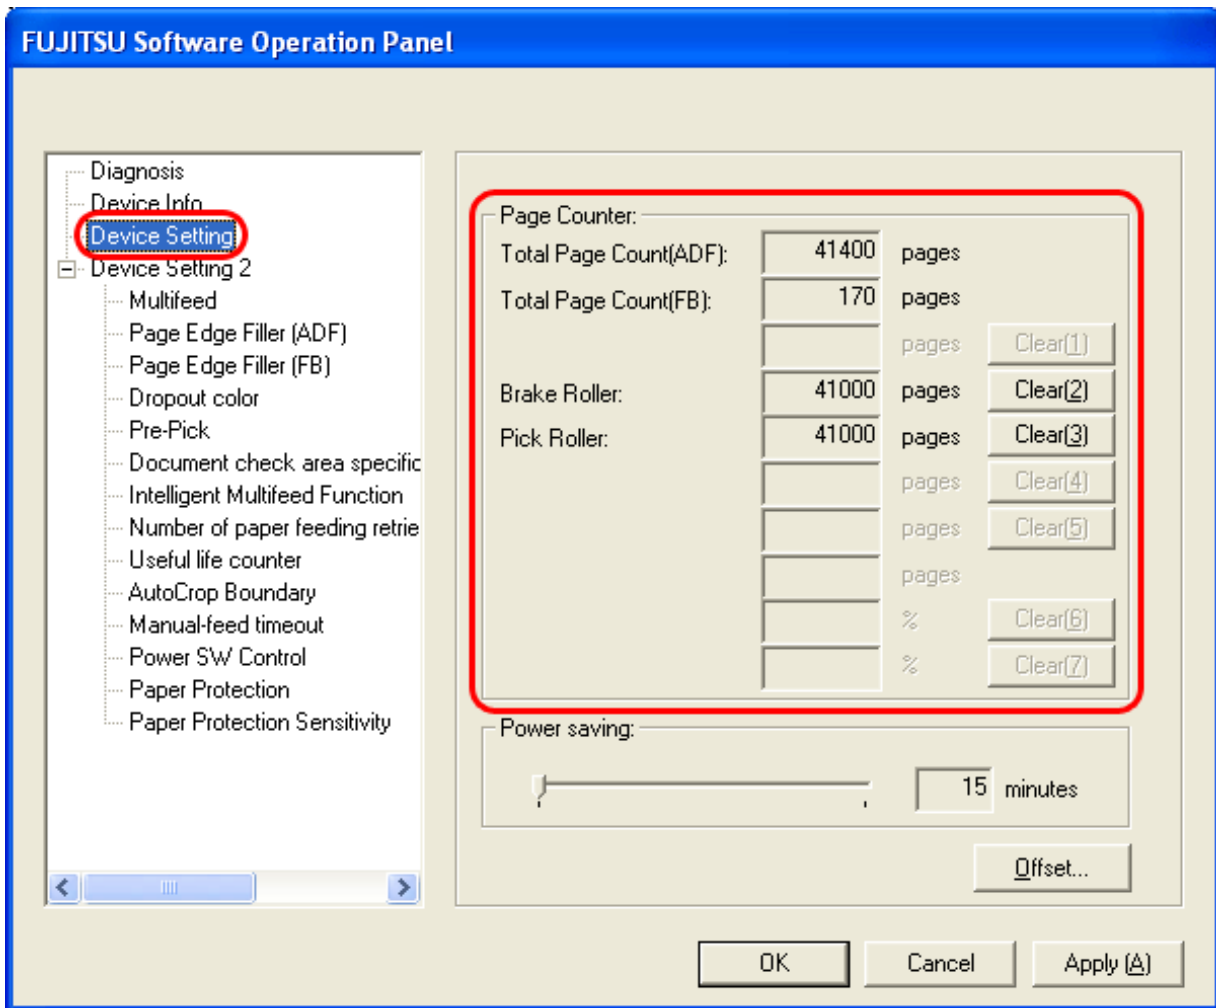 FUJITSU Software Operation Panel
Diagnosis
Device Info
Device Setting
Device Setting 2
Multifeed
Page Edge Filler (ADF)
Page Edge Filler (FB)
Dropout color
Pre-Pick
Document check area specific
Intelligent Multifeed Function
Number of paper feeding retrie
Useful life counter
AutoCrop Boundary
Manual-feed timeout
Power SW Control
Paper Protection
Paper Protection Sensitivity
Page Counter:
Total Page Count(ADF): 41400 pages
Total Page Count(FB): 170 pages
pages Clear(1)
Brake Roller: 41000 pages Clear(2)
Pick Roller: 41000 pages Clear(3)
pages Clear(4)
pages Clear(5)
pages
% Clear(6)
% Clear(7)
Power saving:
15 minutes
Offset...
OK Cancel Apply (A)